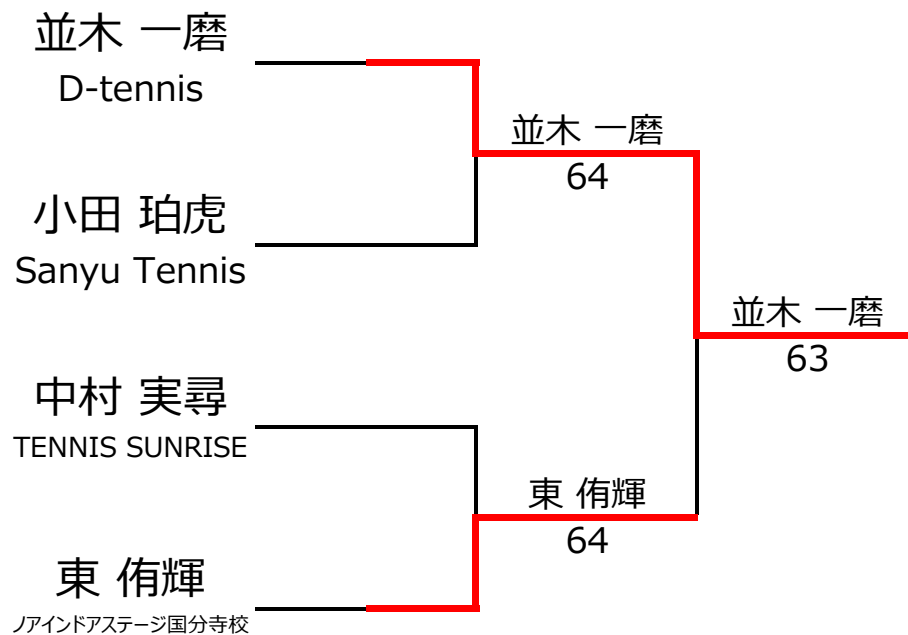 並木 一磨
D-tennis
並木 一磨
64
小田 珀虎
Sanyu Tennis
並木 一磨
63
中村 実尋
TENNIS SUNRISE
東 侑輝
64
東 侑輝
ノアインドアステージ国分寺校